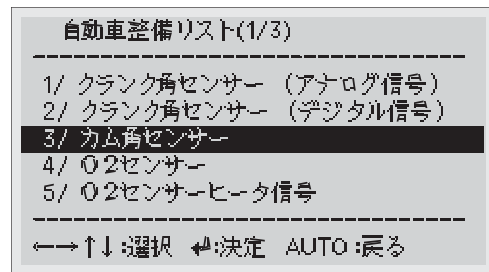 自動車整備リスト(1/3)
1/ クランク角センサー (アナログ信号)
2/ クランク角センサー (デジタル信号)
3/ カム角センサー
4/ O2センサー
5/ O2センサーヒータ信号
←→↑↓:選択 ↵:決定 AUTO:戻る